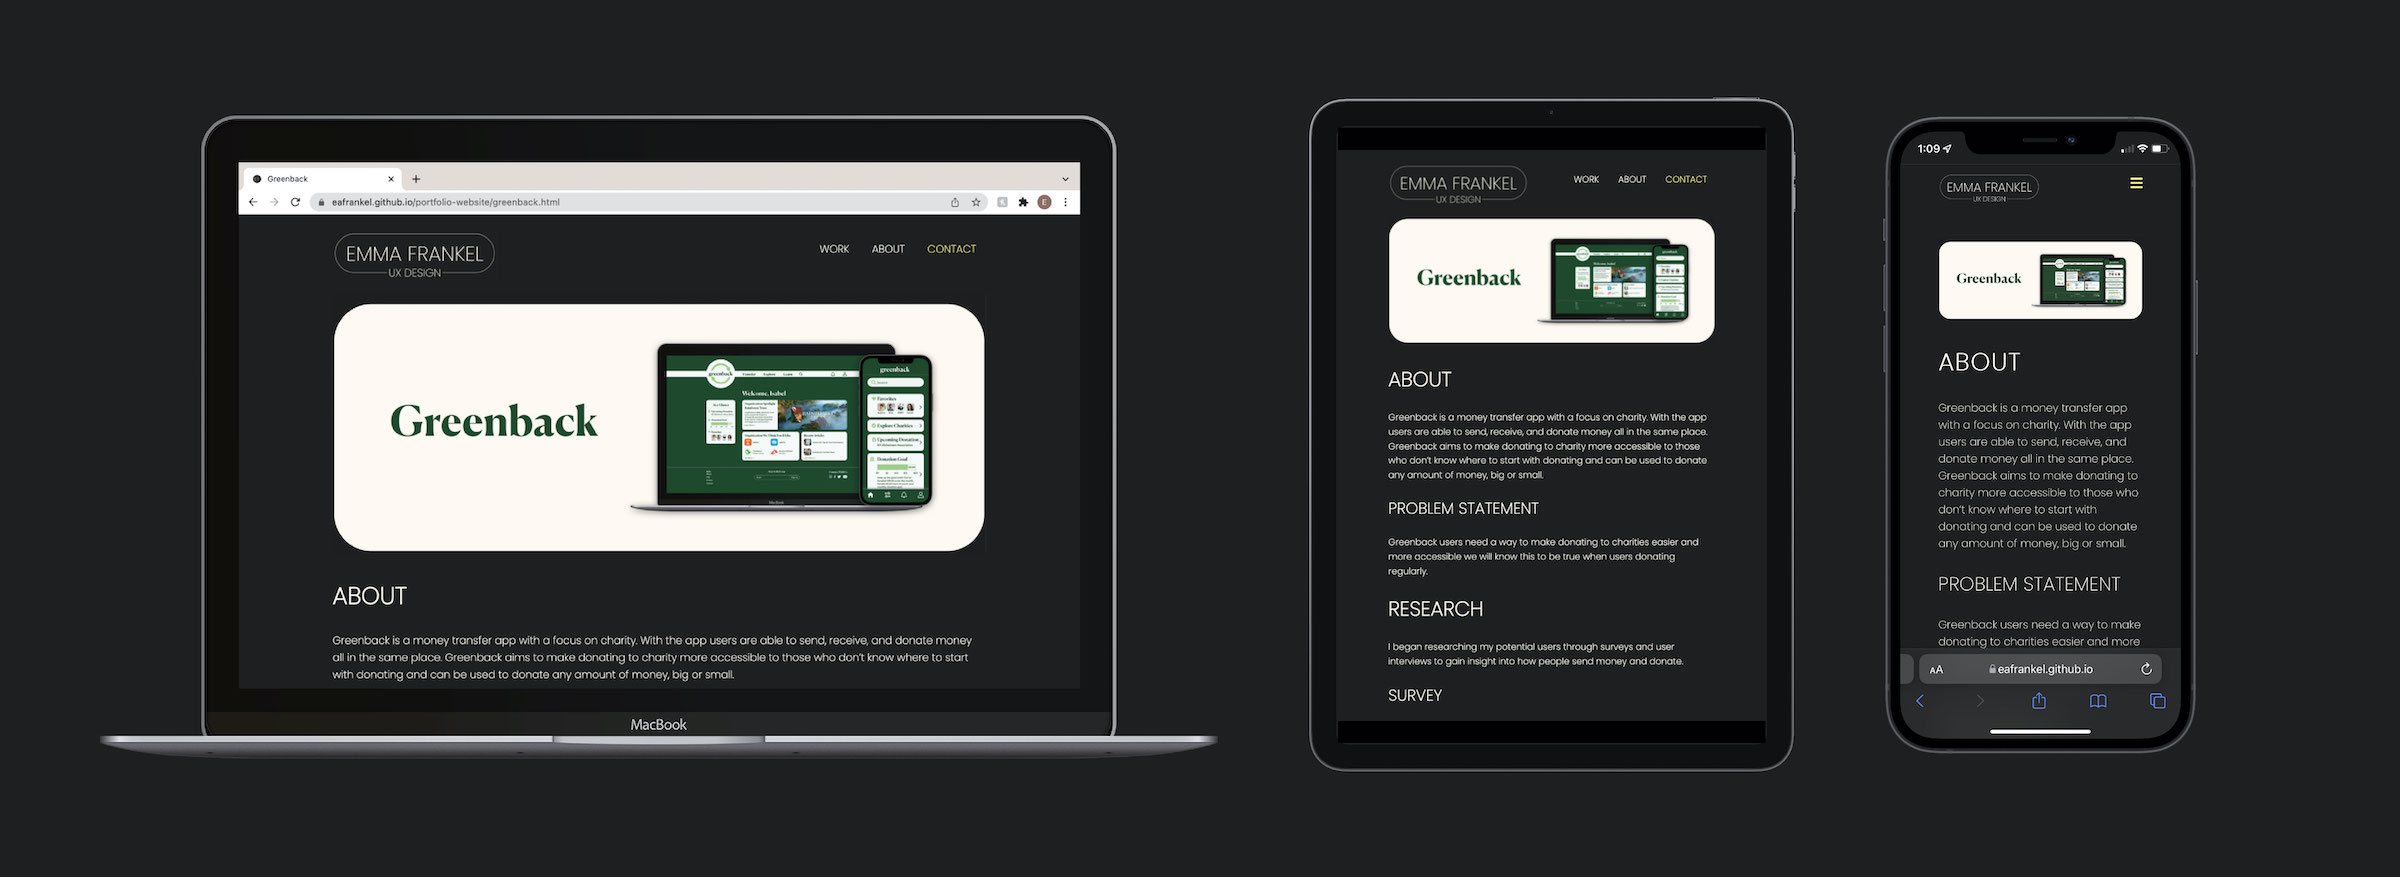 Greenback
eafrankel.github.io/portfolio-website/greenback.html
E
EMMA FRANKEL
UX DESIGN
WORK ABOUT CONTACT
Greenback
greenback
Welcome, Isabel
greenback
Search
Favorites
Explore Charities
Upcoming Donation
Donation Goal
ABOUT
Greenback is a money transfer app with a focus on charity. With the app users are able to send, receive, and donate money
all in the same place. Greenback aims to make donating to charity more accessible to those who don't know where to start
with donating and can be used to donate any amount of money, big or small.
MacBook
EMMA FRANKEL
UX DESIGN
WORK ABOUT CONTACT
Greenback
ABOUT
Greenback is a money transfer app with a focus on charity. With the app
users are able to send, receive, and donate money all in the same place.
Greenback aims to make donating to charity more accessible to those
who don't know where to start with donating and can be used to donate
any amount of money, big or small.
PROBLEM STATEMENT
Greenback users need a way to make donating to charities easier and
more accessible we will know this to be true when users donating
regularly.
RESEARCH
I began researching my potential users through surveys and user
interviews to gain insight into how people send money and donate.
SURVEY
1:09
EMMA FRANKEL
UX DESIGN
Greenback
ABOUT
Greenback is a money transfer app
with a focus on charity. With the app
users are able to send, receive, and
donate money all in the same place.
Greenback aims to make donating to
charity more accessible to those who
don't know where to start with
donating and can be used to donate
any amount of money, big or small.
PROBLEM STATEMENT
Greenback users need a way to make
donating to charities easier and more
AA eafrankel.github.io